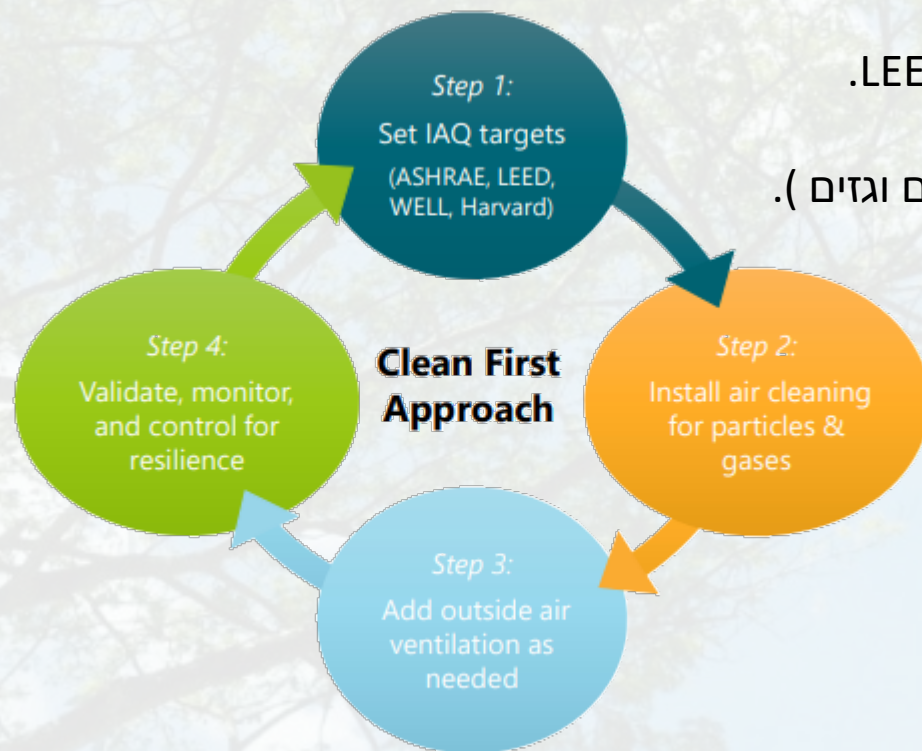 Step 1:
Set IAQ targets
(ASHRAE, LEED,
WELL, Harvard)
Step 2:
Install air cleaning
for particles &
gases
Step 3:
Add outside air
ventilation as
needed
Step 4:
Validate, monitor,
and control for
resilience
Clean First
Approach
וגזים ).